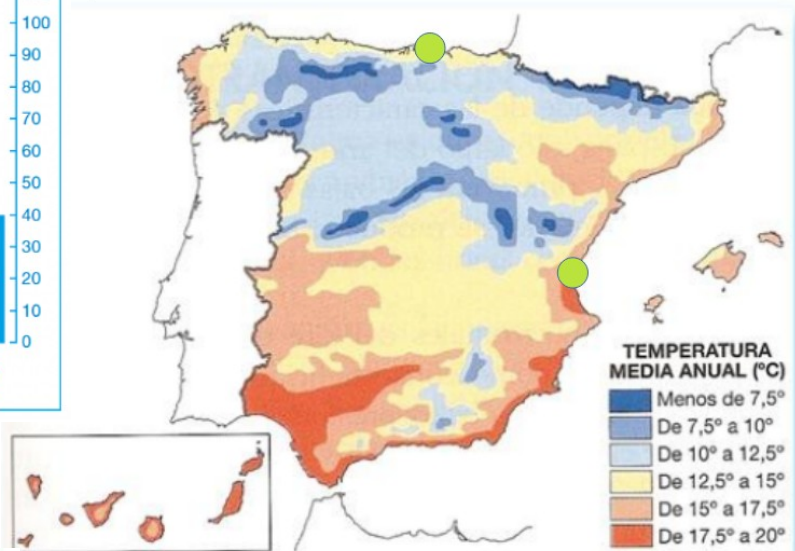 100
90
80
70
60
50
40
30
20
10
0
TEMPERATURA
MEDIA ANUAL (ºC)
Menos de 7,5º
De 7,5º a 10º
De 10º a 12,5º
De 12,5º a 15º
De 15º a 17,5º
De 17,5º a 20º